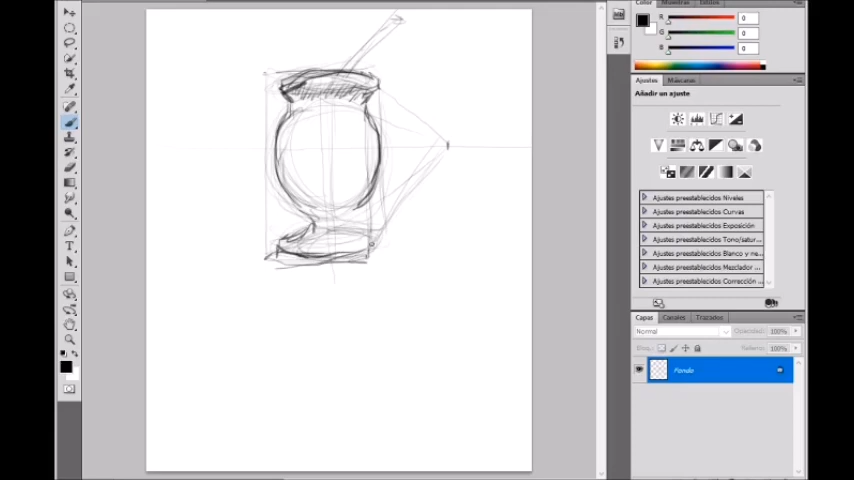 Color Muestras Estilos
R 0
G 0
B 0
Ajustes Máscaras
Añadir un ajuste
Ajustes preestablecidos Niveles
Ajustes preestablecidos Curvas
Ajustes preestablecidos Exposición
Ajustes preestablecidos Tono/satur...
Ajustes preestablecidos Blanco y ne...
Ajustes preestablecidos Mezclador ...
Ajustes preestablecidos Corrección ...
Capas Canales Trazados
Normal Opacidad: 100%
Bloq.: Relleno: 100%
Fondo